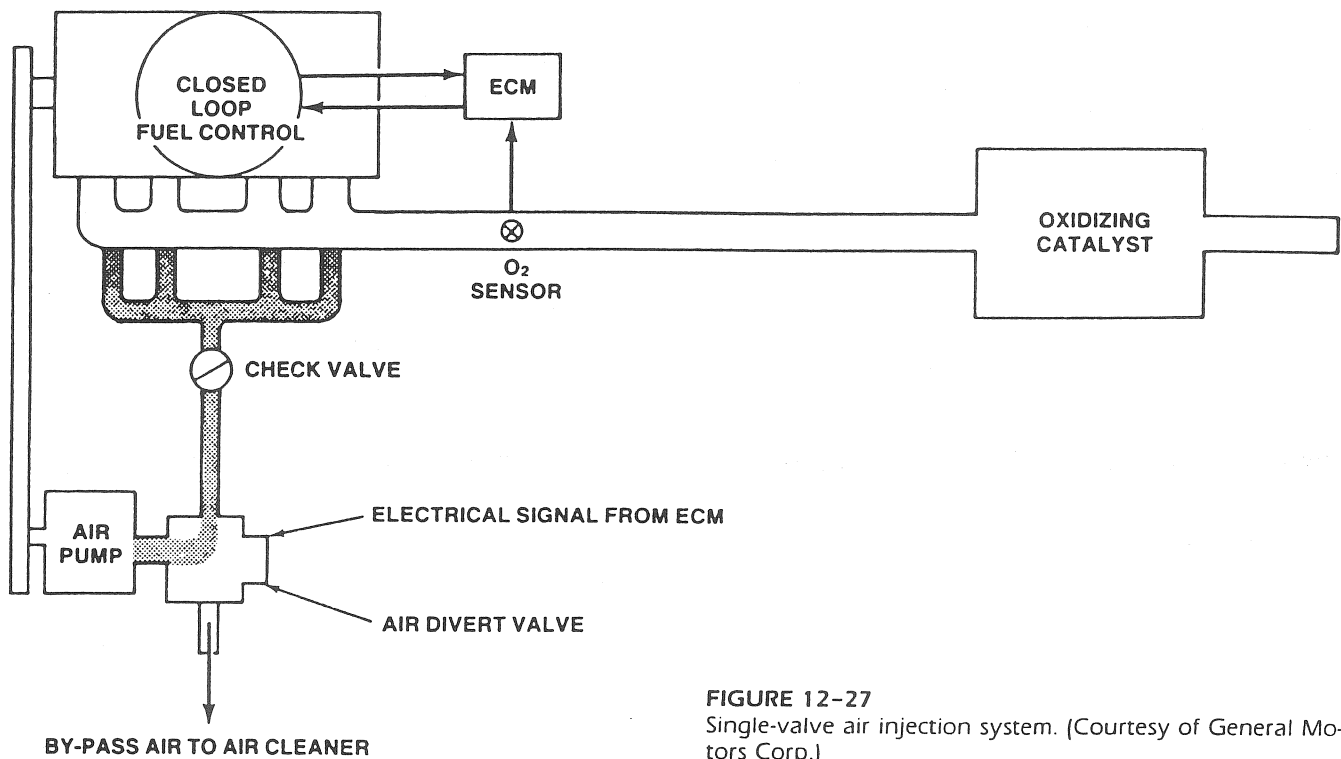 CLOSED
LOOP
FUEL CONTROL
ECM
OXIDIZING
CATALYST
O₂
SENSOR
CHECK VALVE
AIR
PUMP
ELECTRICAL SIGNAL FROM ECM
AIR DIVERT VALVE
BY-PASS AIR TO AIR CLEANER
FIGURE 12-27
Single-valve air injection system. (Courtesy of General Mo-
tors Corp.)